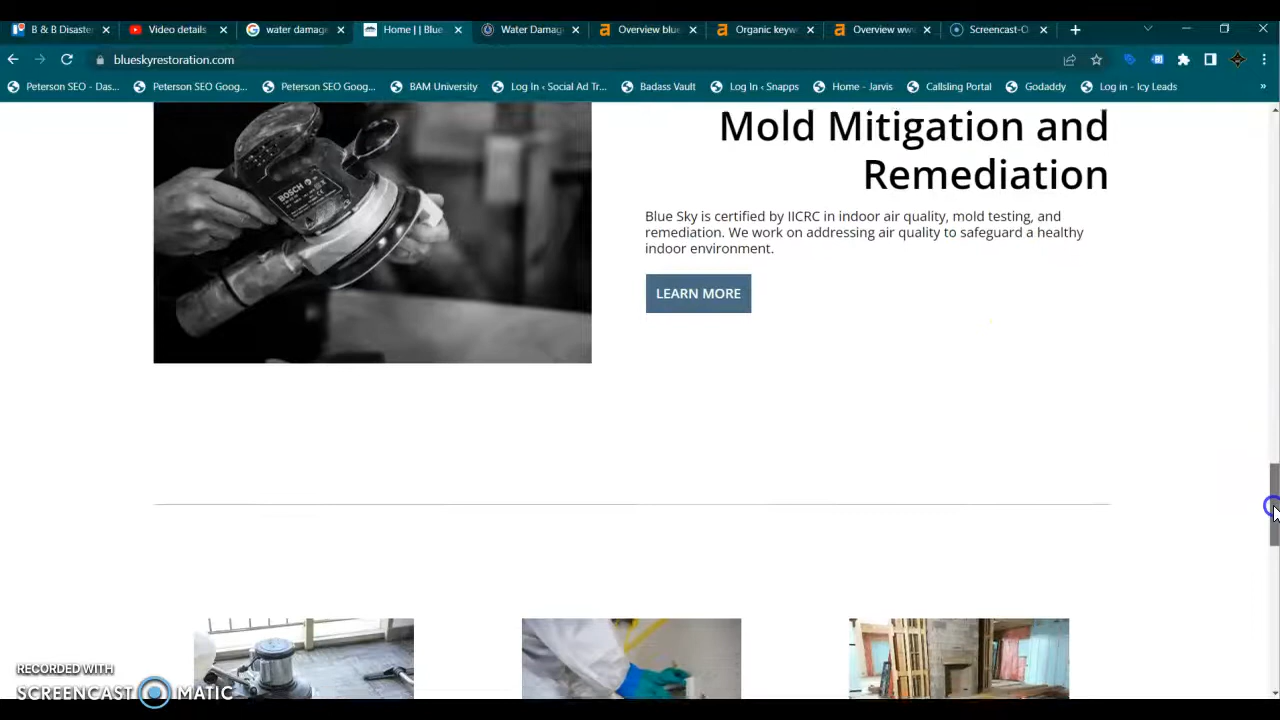 B & B Disaste
Video details
water damage
Home | | Blue
Water Damag
Overview blue
Organic keyw
Overview ww
Screencast-O
blueskyrestoration.com
Peterson SEO - Das...
Peterson SEO Goog...
Peterson SEO Goog...
BAM University
Log In ‹ Social Ad Tr...
Badass Vault
Log In ‹ Snapps
Home - Jarvis
Callsling Portal
Godaddy
Log in - Icy Leads
»
Mold Mitigation and
Remediation
Blue Sky is certified by IICRC in indoor air quality, mold testing, and
remediation. We work on addressing air quality to safeguard a healthy
indoor environment.
LEARN MORE
BOSCH
RECORDED WITH
SCREENCAST MATIC